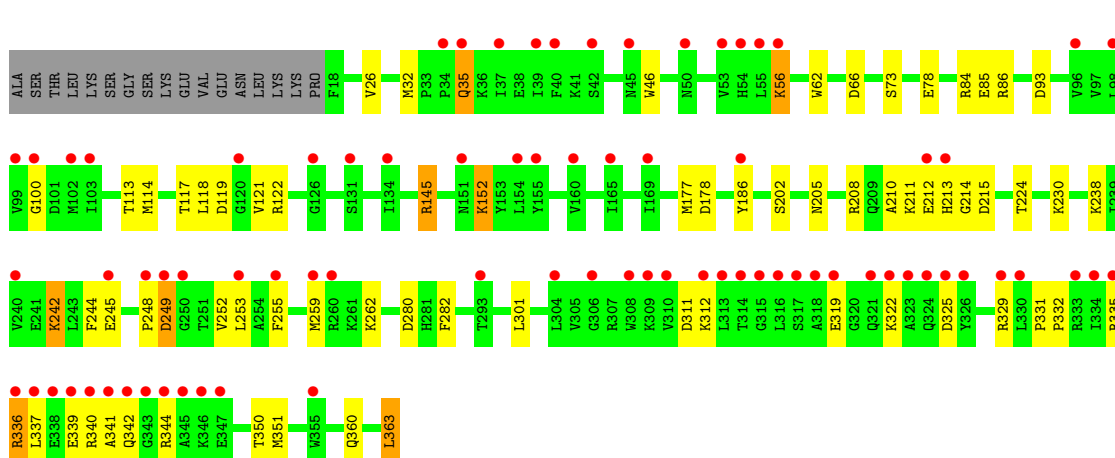 ALA SER THR LEU LYS SER GLY SER LYS GLU VAL GLU ASN LEU LYS LYS PRO F18 V26 M32 P33 P34 Q35 K36 I37 E38 I39 F40 K41 S42 N45 W46 N50 V53 H54 L55 K56 W62 D66 S73 E78 R84 E85 R86 D93 V96 V97 L98
V99 G100 D101 M102 I103 T113 M114 T117 L118 D119 G120 V121 R122 G126 S131 I134 R145 N151 K152 Y153 L154 Y155 V160 I165 I169 M177 D178 Y186 S202 N205 R208 Q209 A210 K211 E212 H213 G214 D215 T224 K230 K238 I239
V240 E241 K242 L243 F244 E245 P248 D249 G250 T251 V252 L253 A254 F255 M259 R260 K261 K262 D280 H281 F282 T293 L301 L304 V305 G306 R307 W308 K309 V310 D311 K312 L313 T314 G315 L316 S317 A318 E319 G320 Q321 K322 A323 Q324 D325 Y326 R329 L330 P331 P332 R333 I334
R336 L337 E338 E339 R340 A341 Q342 G343 R344 A345 K346 E347 T350 M351 W355 Q360 L363